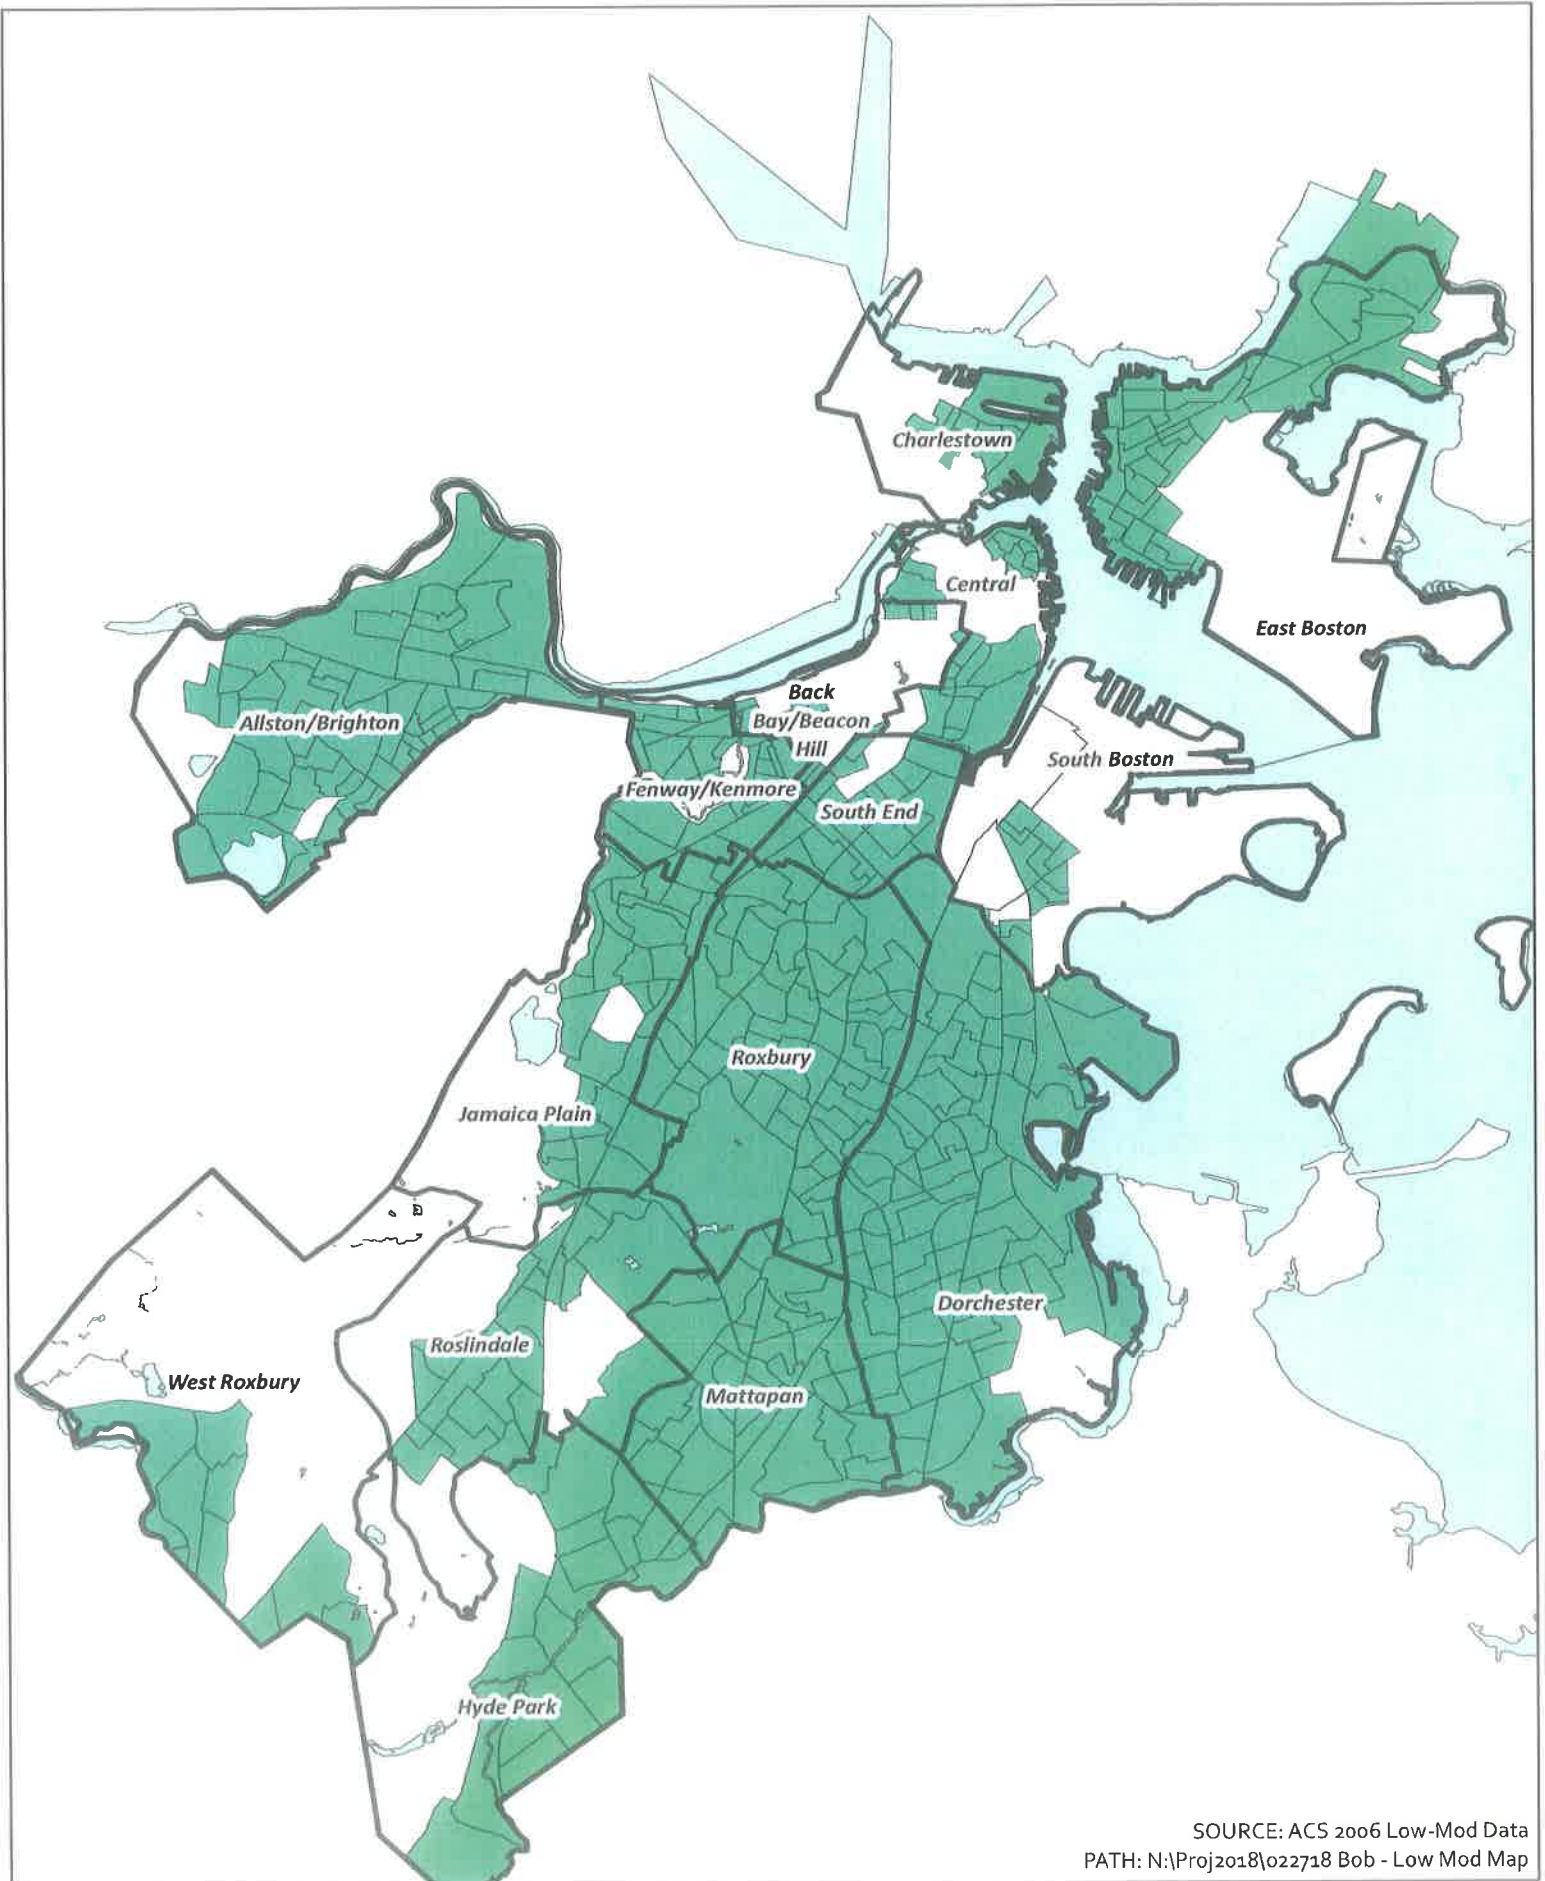 Charlestown
Central
East Boston
Back
Bay/Beacon
Hill
Allston/Brighton
South Boston
Fenway/Kenmore
South End
Roxbury
Jamaica Plain
Dorchester
Roslindale
West Roxbury
Mattapan
Hyde Park
SOURCE: ACS 2006 Low-Mod Data
PATH: N:\Proj2018\022718 Bob - Low Mod Map